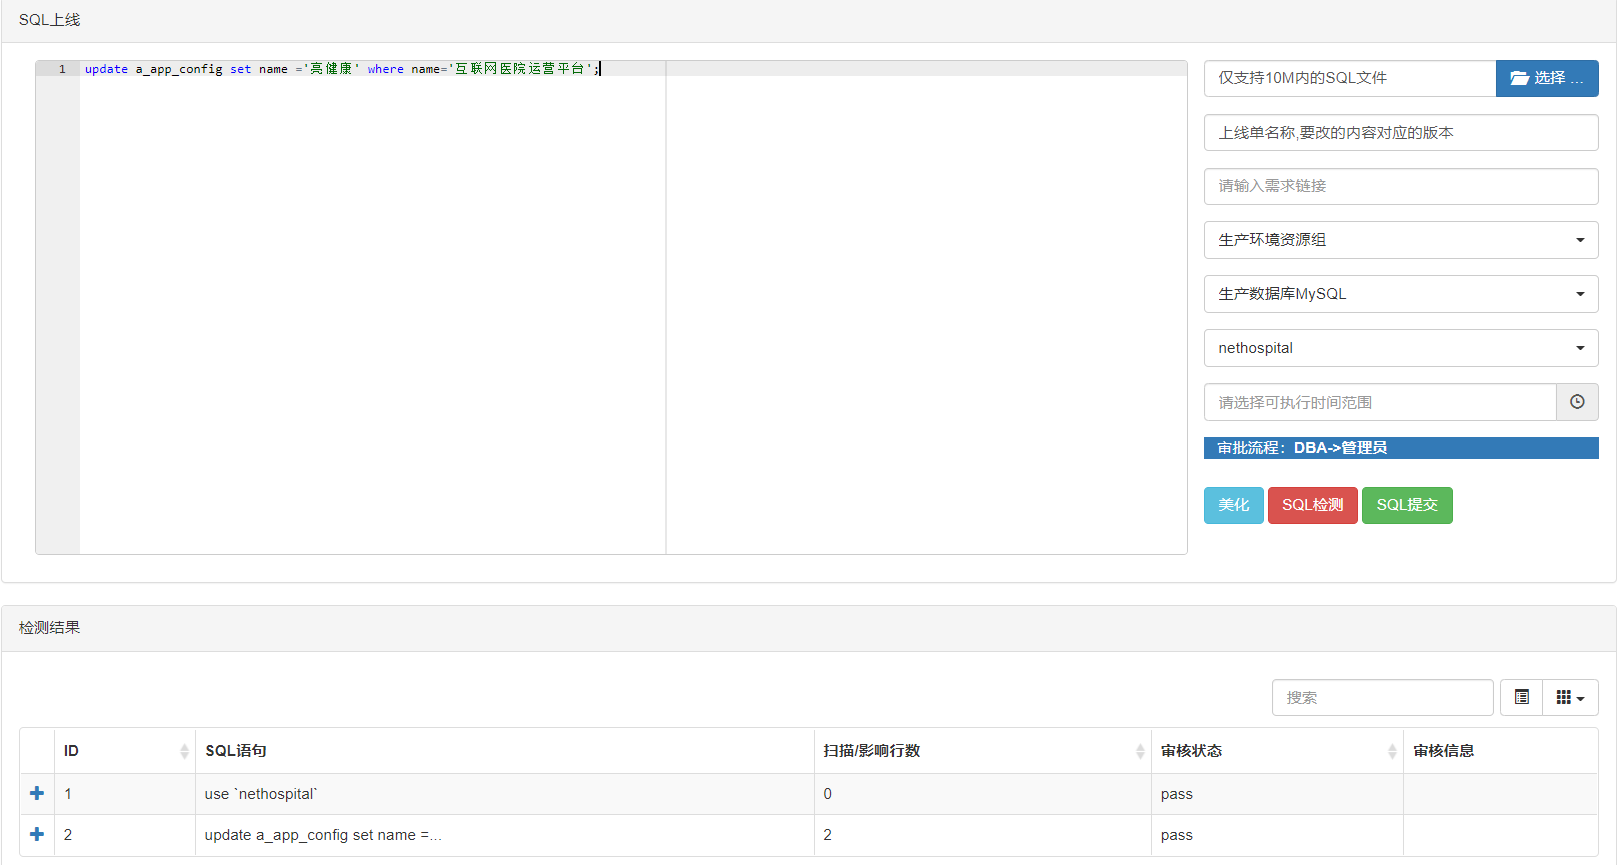 SQL上线
1 update a_app_config set name ='亮健康' where name='互联网医院运营平台';
仅支持10M内的SQL文件
选择 ...
上线单名称,要改的内容对应的版本
请输入需求链接
生产环境资源组
生产数据库MySQL
nethospital
请选择可执行时间范围
审批流程：DBA->管理员
美化 SQL检测 SQL提交
检测结果
搜索
ID SQL语句 扫描/影响行数 审核状态 审核信息
1 use `nethospital` 0 pass
2 update a_app_config set name =... 2 pass